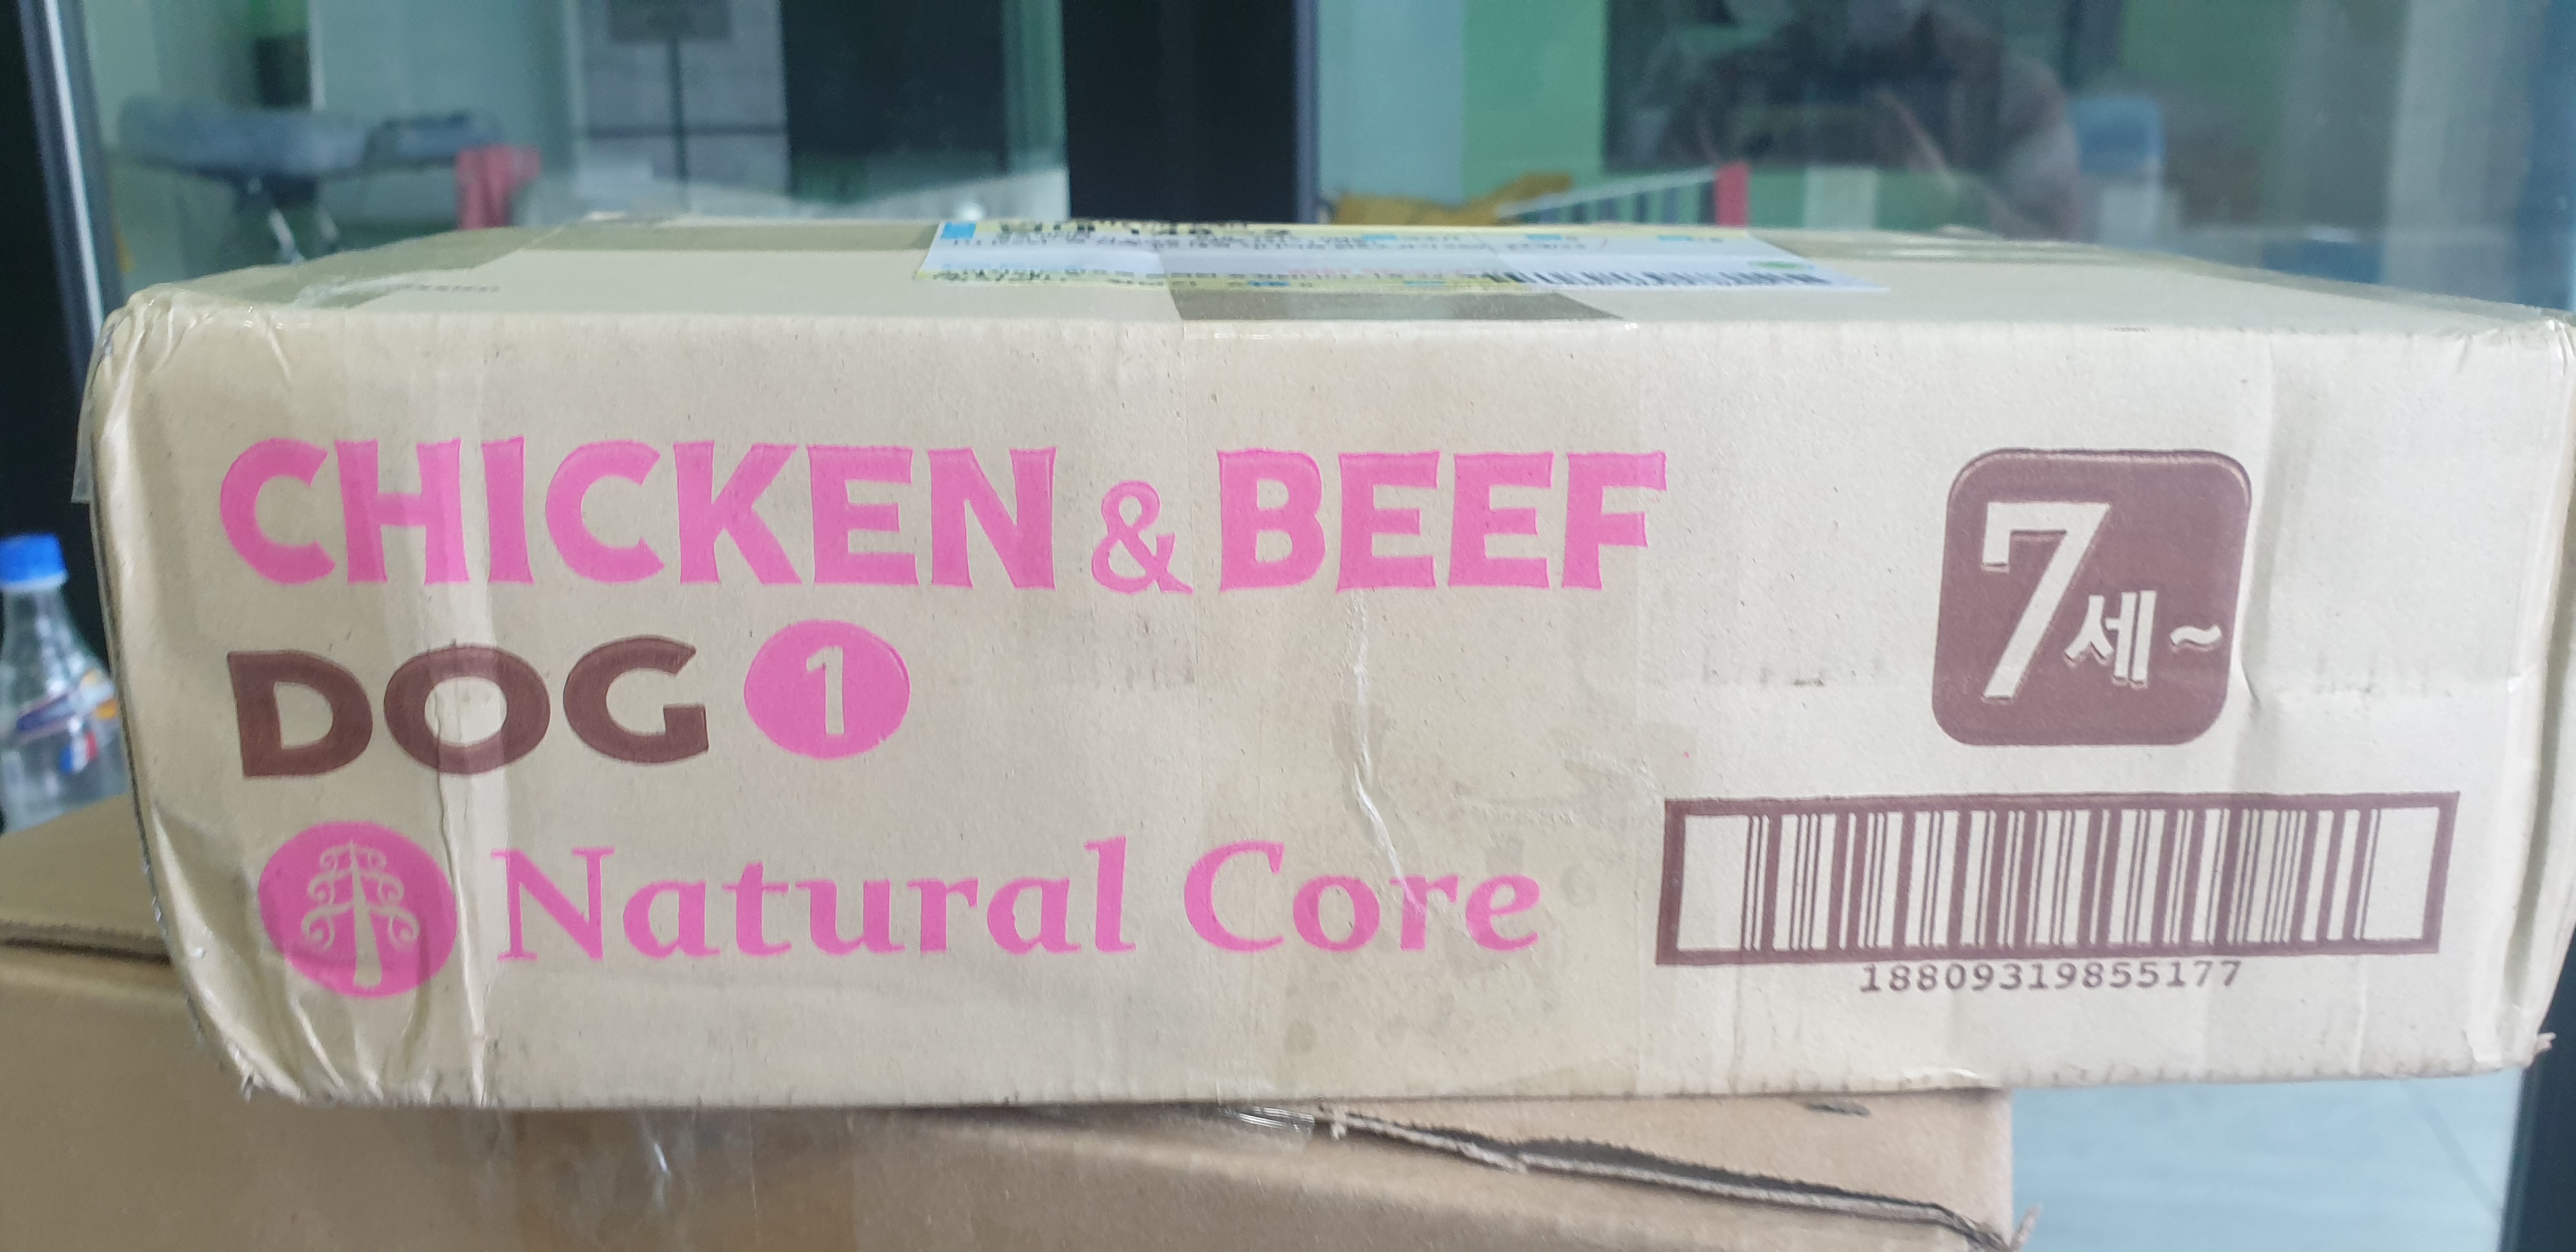 CHICKEN & BEEF
DOG 1
Natural Core
7세~
18809319855177